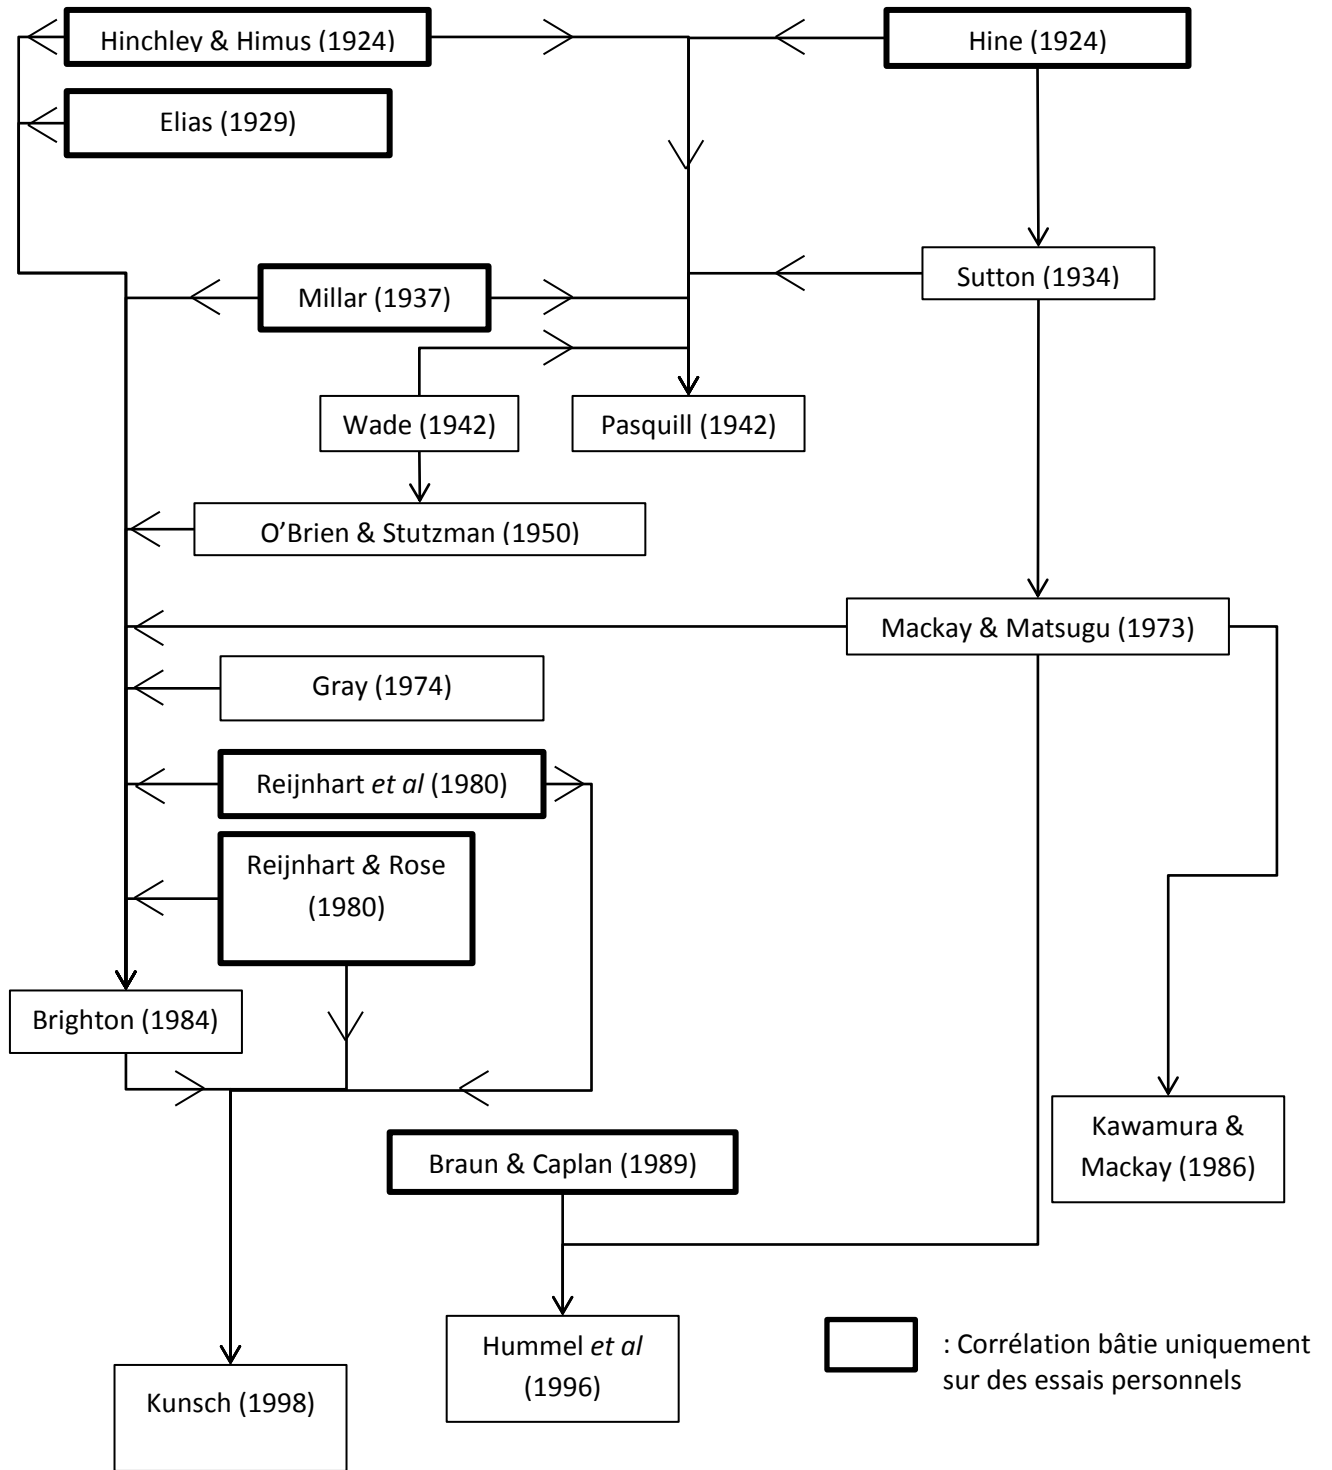 Hinchley & Himus (1924)
Hine (1924)
Elias (1929)
Sutton (1934)
Millar (1937)
Wade (1942)
Pasquill (1942)
O’Brien & Stutzman (1950)
Mackay & Matsugu (1973)
Gray (1974)
Reijnhart et al (1980)
Reijnhart & Rose
(1980)
Brighton (1984)
Kawamura &
Mackay (1986)
Braun & Caplan (1989)
Hummel et al
(1996)
: Corrélation bâtie uniquement
sur des essais personnels
Kunsch (1998)